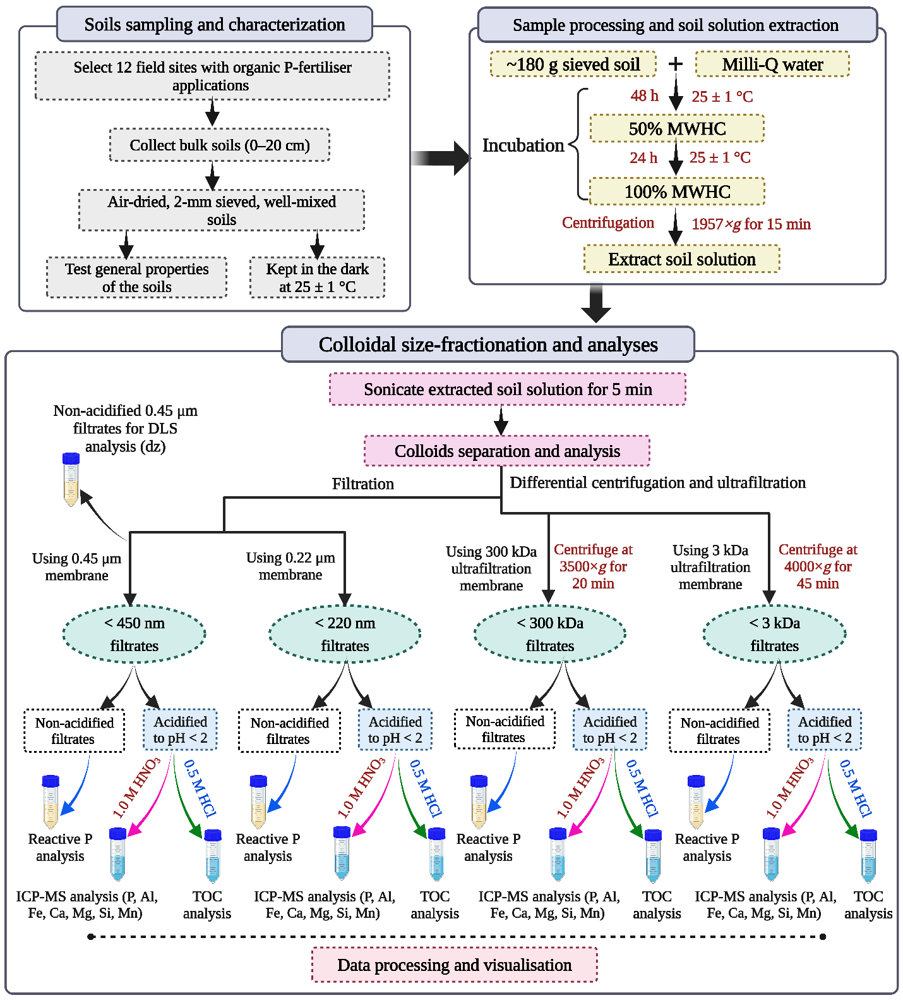 Soils sampling and characterization
Select 12 field sites with organic P-fertiliser
applications
Collect bulk soils (0–20 cm)
Air-dried, 2-mm sieved, well-mixed
soils
Test general properties
of the soils
Kept in the dark
at 25 ± 1 °C
Sample processing and soil solution extraction
~180 g sieved soil
+
Milli-Q water
48 h
25 ± 1 °C
50% MWHC
Incubation
24 h
25 ± 1 °C
100% MWHC
Centrifugation
1957×g for 15 min
Extract soil solution
Colloidal size-fractionation and analyses
Sonicate extracted soil solution for 5 min
Colloids separation and analysis
Non-acidified 0.45 μm
filtrates for DLS
analysis (dz)
Filtration
Differential centrifugation and ultrafiltration
Using 0.45 μm
membrane
Using 0.22 μm
membrane
Using 300 kDa
ultrafiltration
membrane
Centrifuge at
3500×g for
20 min
Using 3 kDa
ultrafiltration
membrane
Centrifuge at
4000×g for
45 min
< 450 nm
filtrates
< 220 nm
filtrates
< 300 kDa
filtrates
< 3 kDa
filtrates
Non-acidified
filtrates
Acidified
to pH < 2
Non-acidified
filtrates
Acidified
to pH < 2
Non-acidified
filtrates
Acidified
to pH < 2
Non-acidified
filtrates
Acidified
to pH < 2
1.0 M HNO₃
0.5 M HCl
1.0 M HNO₃
0.5 M HCl
1.0 M HNO₃
0.5 M HCl
1.0 M HNO₃
0.5 M HCl
Reactive P
analysis
Reactive P
analysis
Reactive P
analysis
Reactive P
analysis
ICP-MS analysis (P, Al,
Fe, Ca, Mg, Si, Mn)
TOC
analysis
ICP-MS analysis (P, Al,
Fe, Ca, Mg, Si, Mn)
TOC
analysis
ICP-MS analysis (P, Al,
Fe, Ca, Mg, Si, Mn)
TOC
analysis
ICP-MS analysis (P, Al,
Fe, Ca, Mg, Si, Mn)
TOC
analysis
Data processing and visualisation